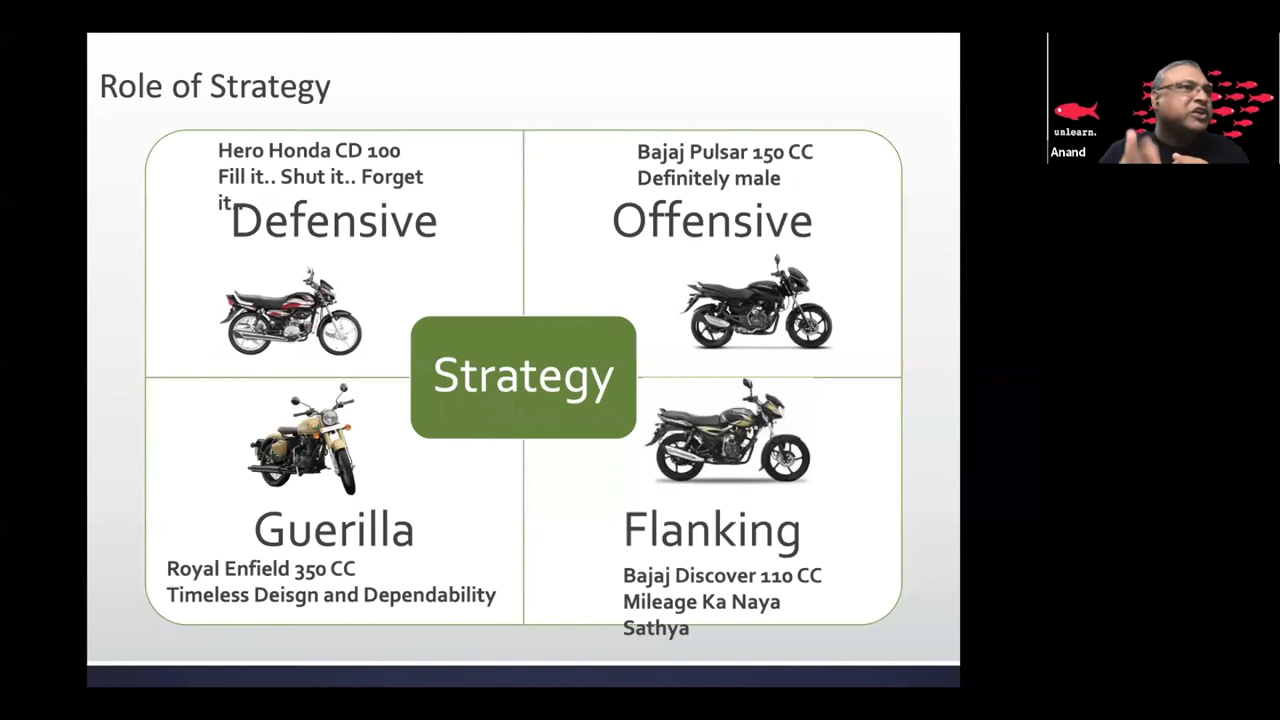 Role of Strategy
Hero Honda CD 100
Fill it.. Shut it.. Forget
it..
Defensive
Bajaj Pulsar 150 CC
Definitely male
Offensive
Strategy
Guerilla
Royal Enfield 350 CC
Timeless Deisgn and Dependability
Flanking
Bajaj Discover 110 CC
Mileage Ka Naya
Sathya
unlearn.
Anand